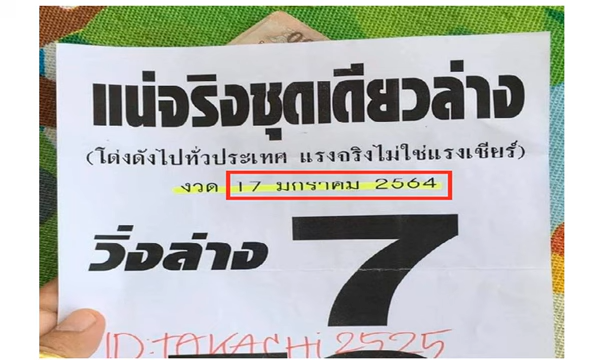 แน่จริงชุดเดียวล่าง
(โด่งดังไปทั่วประเทศ แรงจริงไม่ใช่แรงเชียร์)
งวด 17 มกราคม 2564
วิ่งล่าง 7
ID:TAKACHi2525